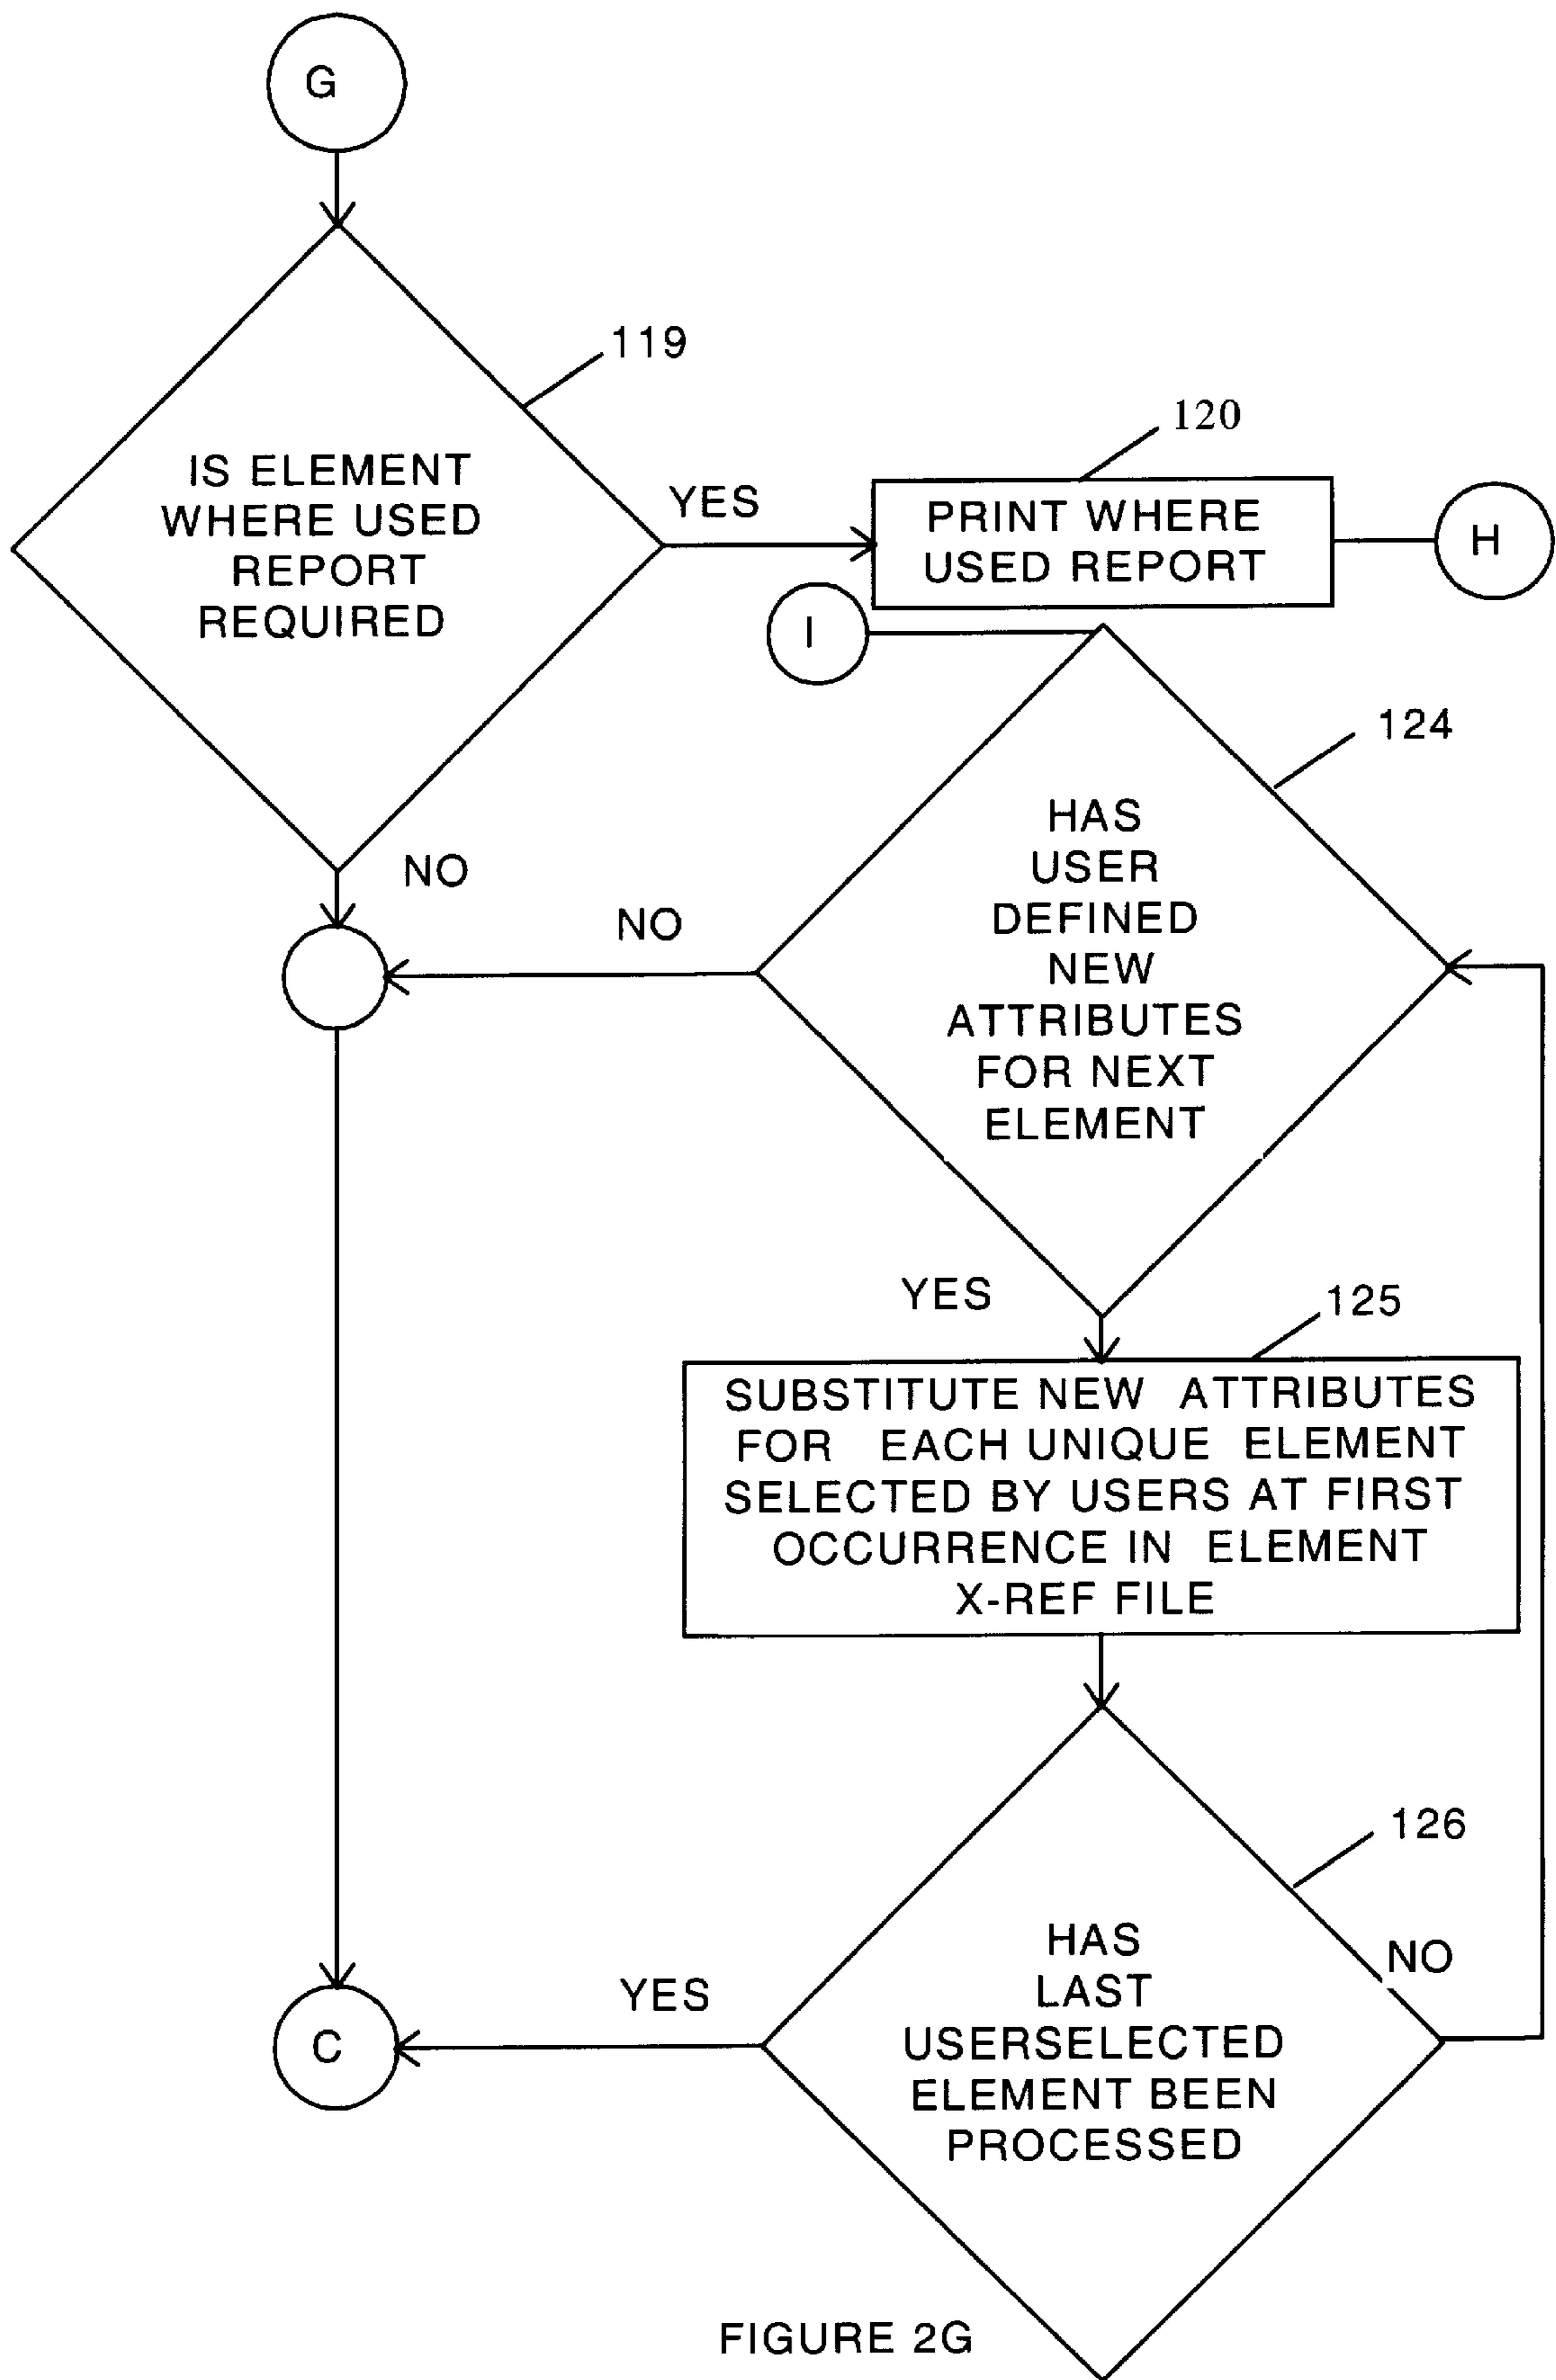 G
119
IS ELEMENT
WHERE USED
REPORT
REQUIRED
YES
120
PRINT WHERE
USED REPORT
H
I
124
HAS
USER
DEFINED
NEW
ATTRIBUTES
FOR NEXT
ELEMENT
NO
NO
YES
125
SUBSTITUTE NEW ATTRIBUTES
FOR EACH UNIQUE ELEMENT
SELECTED BY USERS AT FIRST
OCCURRENCE IN ELEMENT
X-REF FILE
126
HAS
LAST
USERSELECTED
ELEMENT BEEN
PROCESSED
NO
YES
C
FIGURE 2G